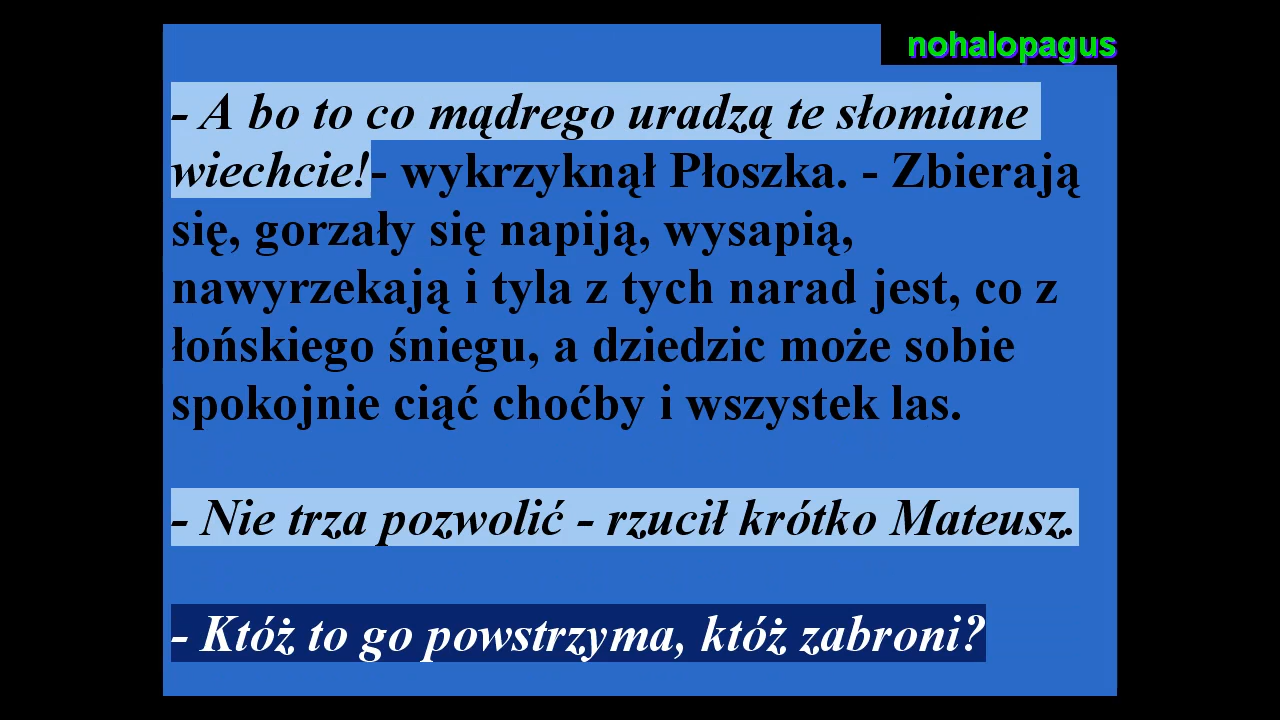 nohalopagus
- A bo to co mądrego uradzą te słomiane
wiechcie!- wykrzyknął Płoszka. - Zbierają
się, gorzały się napiją, wysapią,
nawyrzekają i tyla z tych narad jest, co z
łońskiego śniegu, a dziedzic może sobie
spokojnie ciąć choćby i wszystek las.
- Nie trza pozwolić - rzucił krótko Mateusz.
- Któż to go powstrzyma, któż zabroni?